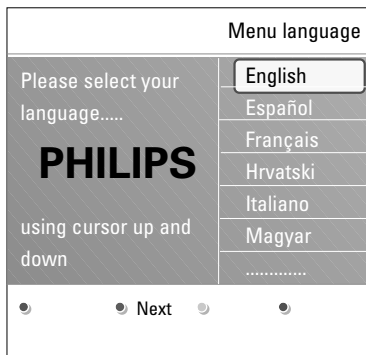 Menu language
Please select your
language.....
PHILIPS
using cursor up and
down
English
Español
Français
Hrvatski
Italiano
Magyar
.............
Next